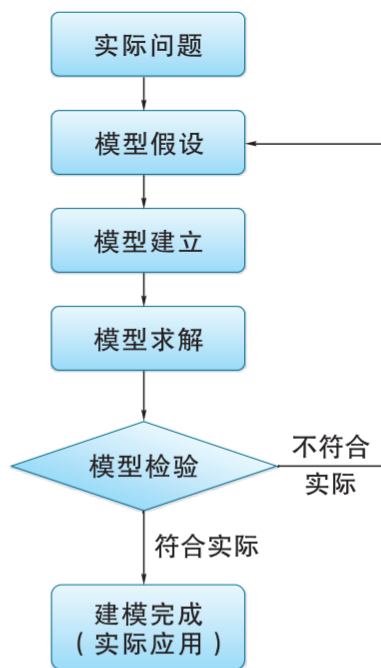 实际问题
模型假设
模型建立
模型求解
模型检验
不符合
实际
符合实际
建模完成
（实际应用）